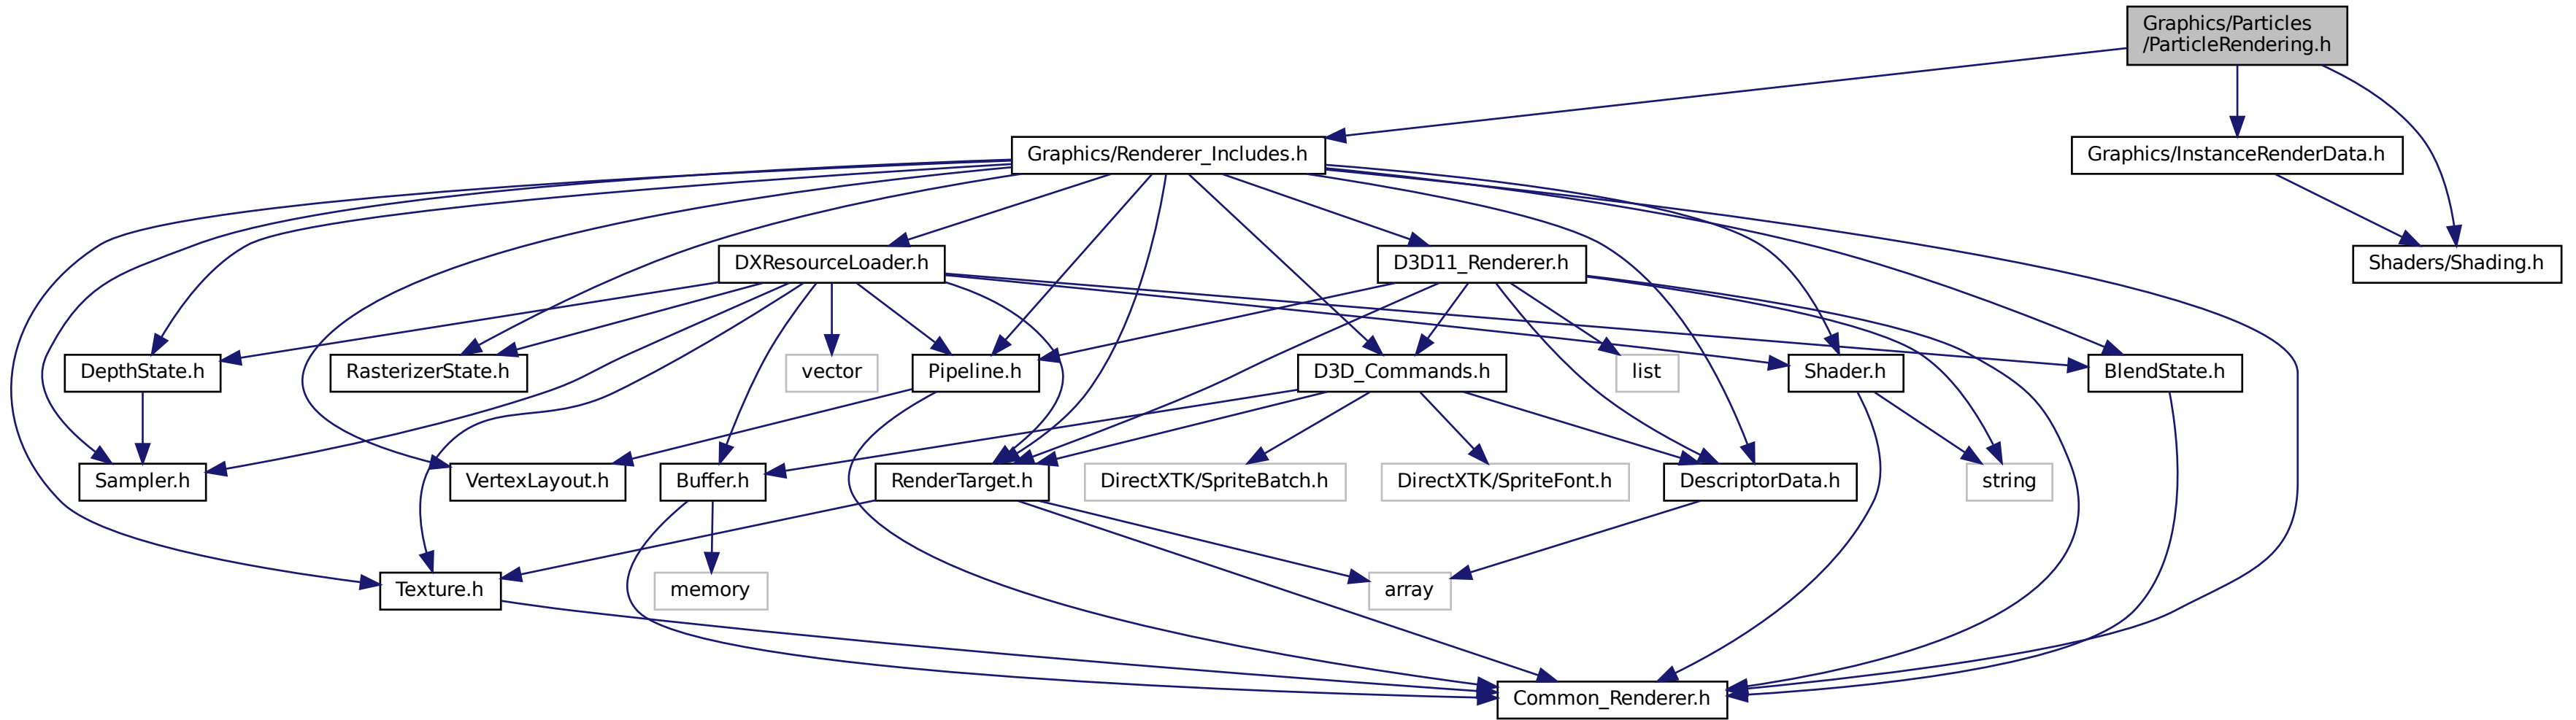 Graphics/Particles
/ParticleRendering.h
Graphics/Renderer_Includes.h
Graphics/InstanceRenderData.h
DXResourceLoader.h
D3D11_Renderer.h
Shaders/Shading.h
DepthState.h
RasterizerState.h
vector
Pipeline.h
D3D_Commands.h
list
Shader.h
BlendState.h
Sampler.h
VertexLayout.h
Buffer.h
RenderTarget.h
DirectXTK/SpriteBatch.h
DirectXTK/SpriteFont.h
DescriptorData.h
string
Texture.h
memory
array
Common_Renderer.h